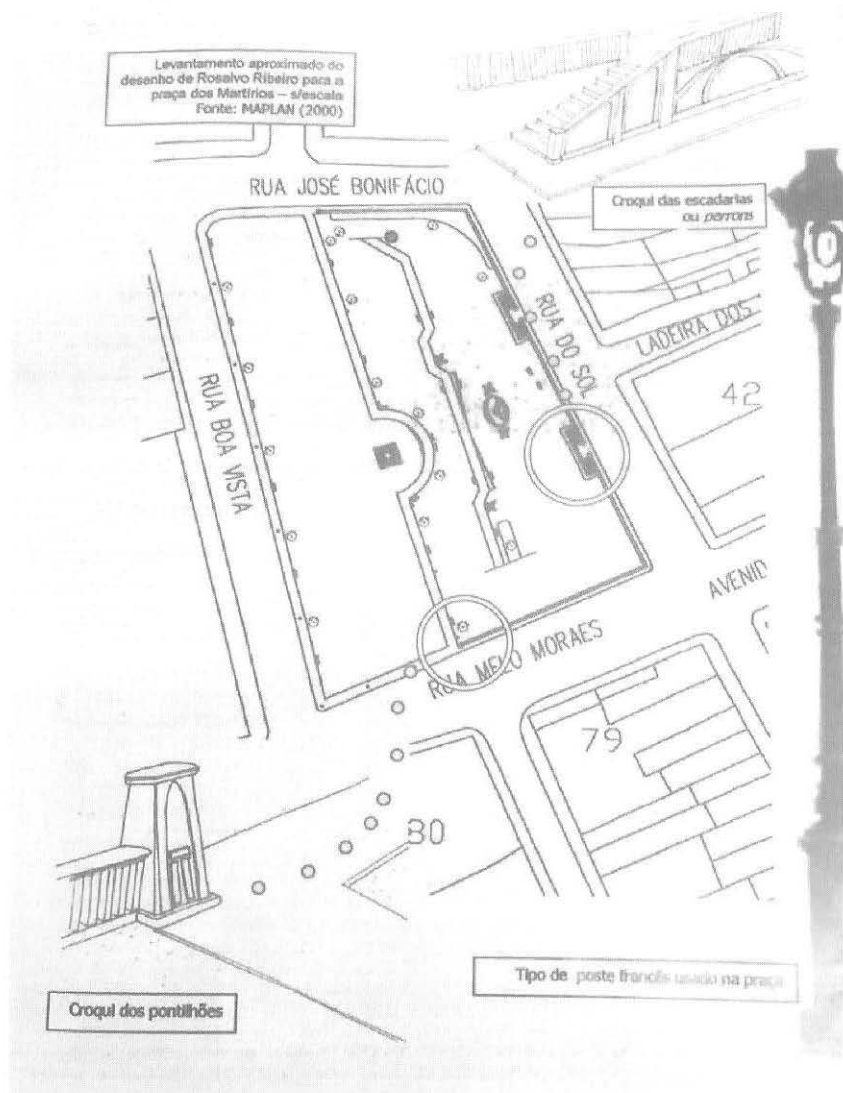 Levantamento aproximado do
desenho de Rosalvo Ribeiro para a
praça dos Martírios – s/escala
Fonte: MAPLAN (2000)
RUA JOSÉ BONIFÁCIO
Croqui das escadarias
ou perrons
RUA DO SOL
LADEIRA DOS
42
RUA BOA VISTA
AVENID
RUA MELO MORAES
79
80
Tipo de poste francês usado na praça
Croqui dos pontilhões